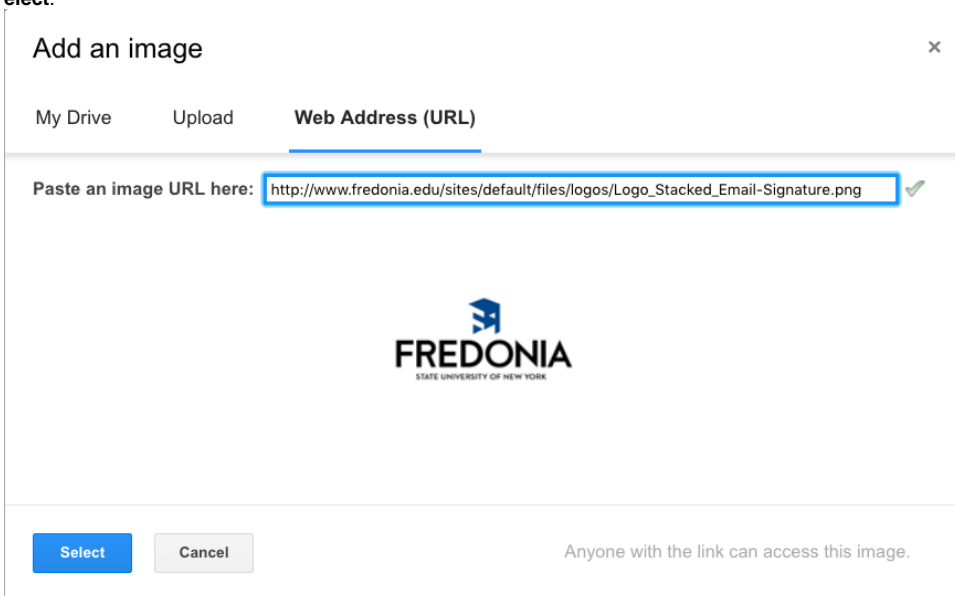 elect.
Add an image ×
My Drive Upload Web Address (URL)
Paste an image URL here: http://www.fredonia.edu/sites/default/files/logos/Logo_Stacked_Email-Signature.png
FREDONIA
STATE UNIVERSITY OF NEW YORK
Select Cancel Anyone with the link can access this image.